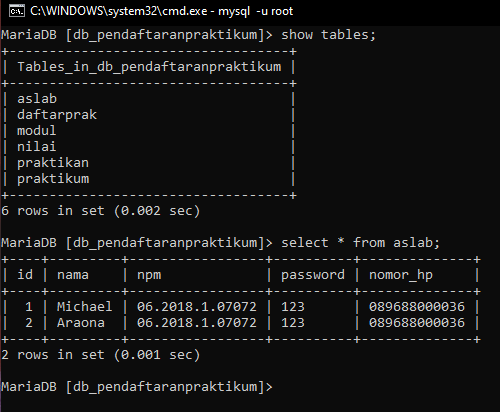 C:\WINDOWS\system32\cmd.exe - mysql -u root
MariaDB [db_pendaftaranpraktikum]> show tables;
+-----------------------------------+
| Tables_in_db_pendaftaranpraktikum |
+-----------------------------------+
| aslab                             |
| daftarprak                        |
| modul                             |
| nilai                             |
| praktikan                         |
| praktikum                         |
+-----------------------------------+
6 rows in set (0.002 sec)
MariaDB [db_pendaftaranpraktikum]> select * from aslab;
+----+---------+-----------------+----------+--------------+
| id | nama    | npm             | password | nomor_hp     |
+----+---------+-----------------+----------+--------------+
|  1 | Michael | 06.2018.1.07072 | 123      | 089688000036 |
|  2 | Araona  | 06.2018.1.07072 | 123      | 089688000036 |
+----+---------+-----------------+----------+--------------+
2 rows in set (0.001 sec)
MariaDB [db_pendaftaranpraktikum]>